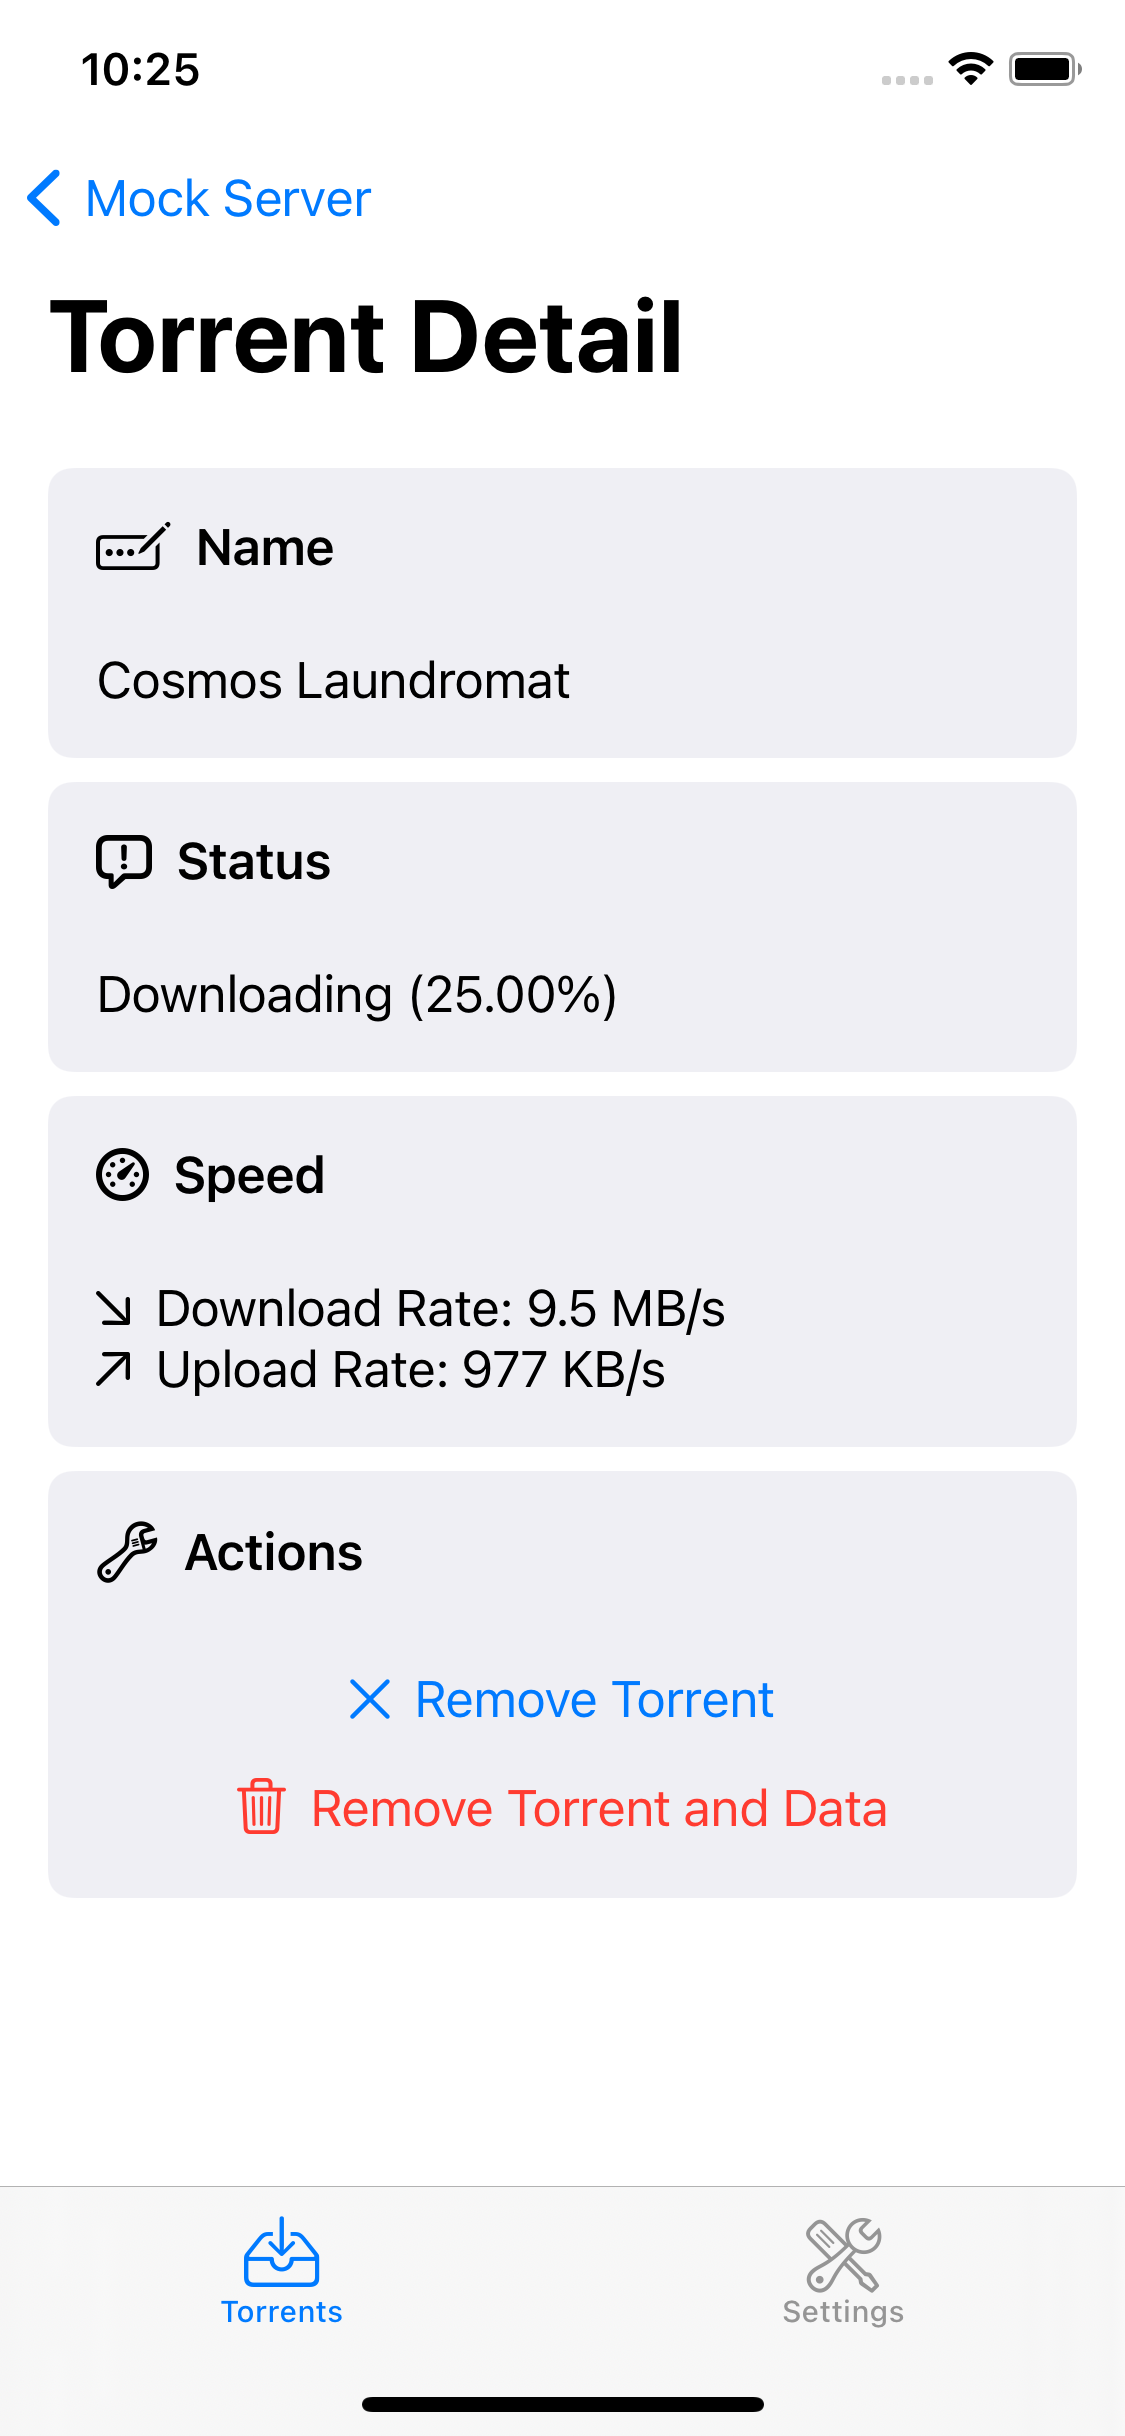 10:25
Mock Server
Torrent Detail
Name
Cosmos Laundromat
Status
Downloading (25.00%)
Speed
Download Rate: 9.5 MB/s
Upload Rate: 977 KB/s
Actions
Remove Torrent
Remove Torrent and Data
Torrents
Settings